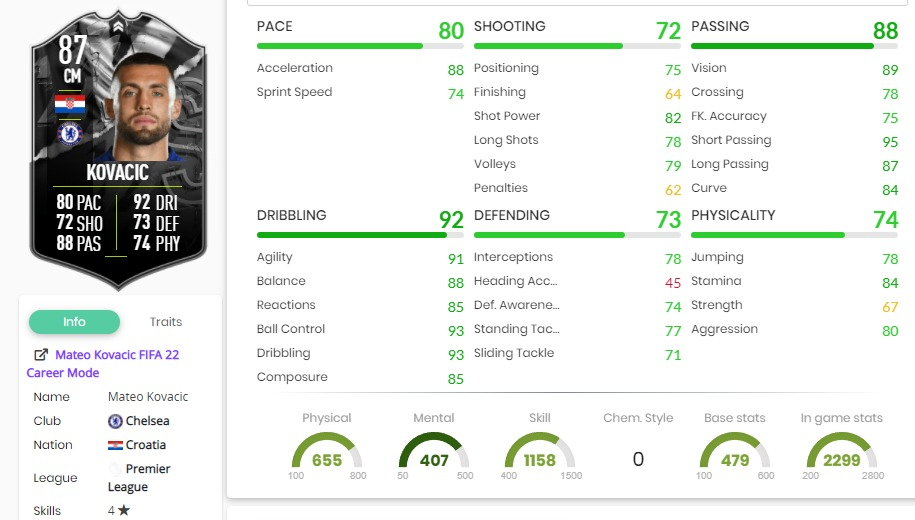 87
CM
KOVACIC
80 PAC 92 DRI
72 SHO 73 DEF
88 PAS 74 PHY
Info Traits
Mateo Kovacic FIFA 22
Career Mode
Name Mateo Kovacic
Club Chelsea
Nation Croatia
League Premier
League
Skills 4★
PACE 80
Acceleration 88
Sprint Speed 74
SHOOTING 72
Positioning 75
Finishing 64
Shot Power 82
Long Shots 78
Volleys 79
Penalties 62
PASSING 88
Vision 89
Crossing 78
FK. Accuracy 75
Short Passing 95
Long Passing 87
Curve 84
DRIBBLING 92
Agility 91
Balance 88
Reactions 85
Ball Control 93
Dribbling 93
Composure 85
DEFENDING 73
Interceptions 78
Heading Acc... 45
Def. Awarene... 74
Standing Tac... 77
Sliding Tackle 71
PHYSICALITY 74
Jumping 78
Stamina 84
Strength 67
Aggression 80
Physical Mental Skill Chem. Style Base stats In game stats
655 407 1158 0 479 2299
100 800 50 500 400 1500 100 600 200 2800